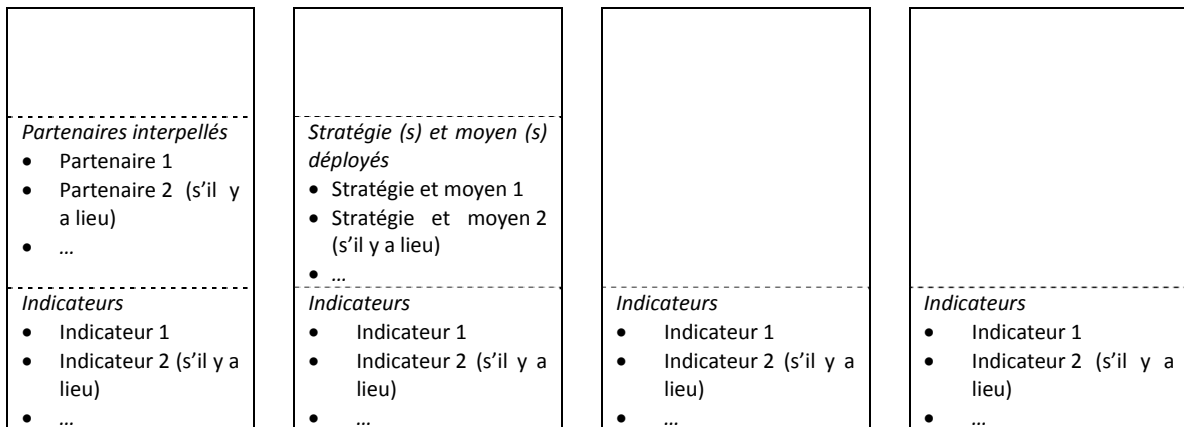 Partenaires interpellés
• Partenaire 1
• Partenaire 2 (s'il y
a lieu)
• …
Indicateurs
• Indicateur 1
• Indicateur 2 (s'il y a
lieu)
• …
Stratégie (s) et moyen (s)
déployés
• Stratégie et moyen 1
• Stratégie et moyen 2
(s'il y a lieu)
• …
Indicateurs
• Indicateur 1
• Indicateur 2 (s'il y a
lieu)
• …
Indicateurs
• Indicateur 1
• Indicateur 2 (s'il y a
lieu)
• …
Indicateurs
• Indicateur 1
• Indicateur 2 (s'il y a
lieu)
• …